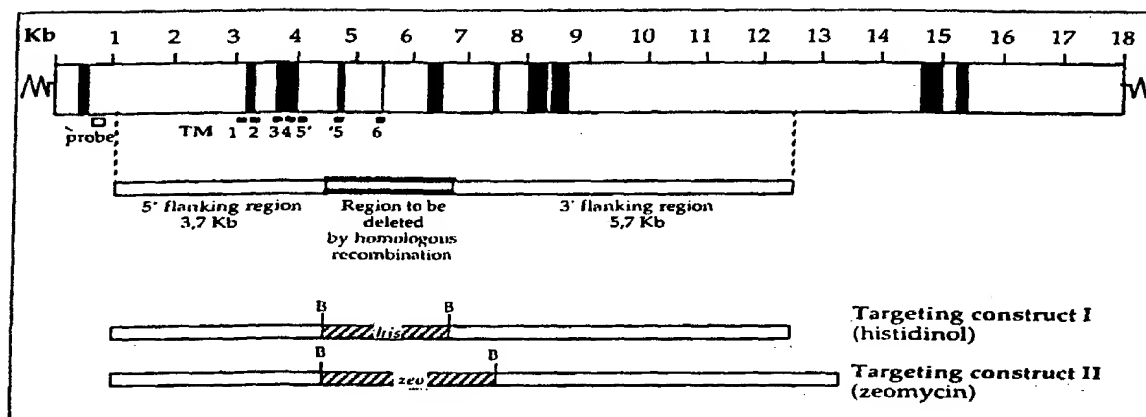 Kb 1 2 3 4 5 6 7 8 9 10 11 12 13 14 15 16 17 18
probe TM 1 2 3 4 5' '5 6
5' flanking region
3,7 Kb
Region to be
deleted
by homologous
recombination
3' flanking region
5,7 Kb
B B
his
Targeting construct I
(histidinol)
B B
zeo
Targeting construct II
(zeomycin)